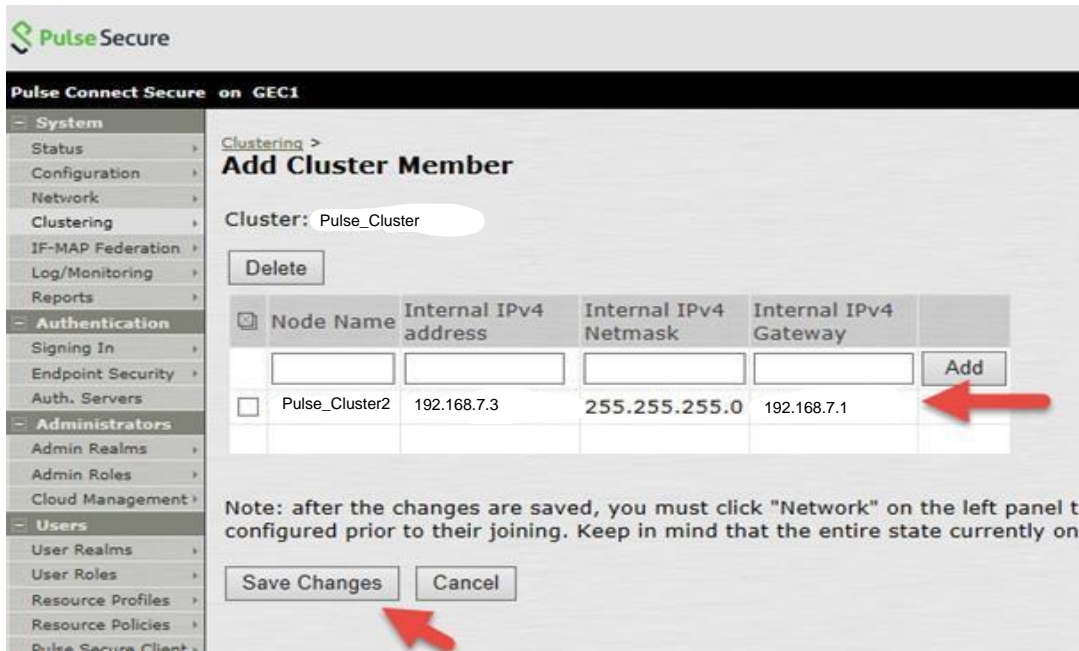 Pulse Secure
Pulse Connect Secure on GEC1
System
Status
Configuration
Network
Clustering
IF-MAP Federation
Log/Monitoring
Reports
Authentication
Signing In
Endpoint Security
Auth. Servers
Administrators
Admin Realms
Admin Roles
Cloud Management
Users
User Realms
User Roles
Resource Profiles
Resource Policies
Pulse Secure Client
Clustering >
Add Cluster Member
Cluster: Pulse_Cluster
Delete
Node Name Internal IPv4 address Internal IPv4 Netmask Internal IPv4 Gateway
Add
Pulse_Cluster2 192.168.7.3 255.255.255.0 192.168.7.1
Note: after the changes are saved, you must click "Network" on the left panel t
configured prior to their joining. Keep in mind that the entire state currently on
Save Changes Cancel